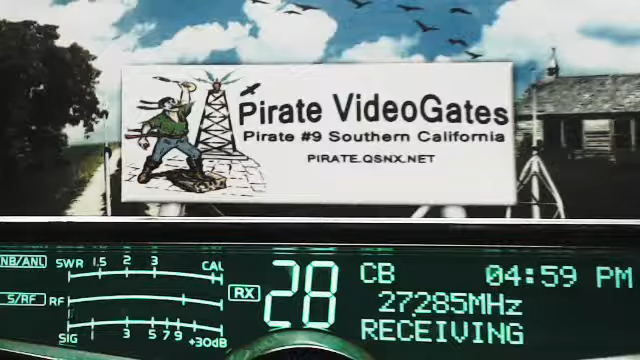 Pirate VideoGates
Pirate #9 Southern California
PIRATE.QSNX.NET
NB/ANL SWR 1.5 2 3 CAL
S/RF RF
SIG 1 3 5 7 9 +30dB
RX 28
CB 04:59 PM
27285MHz
RECEIVING